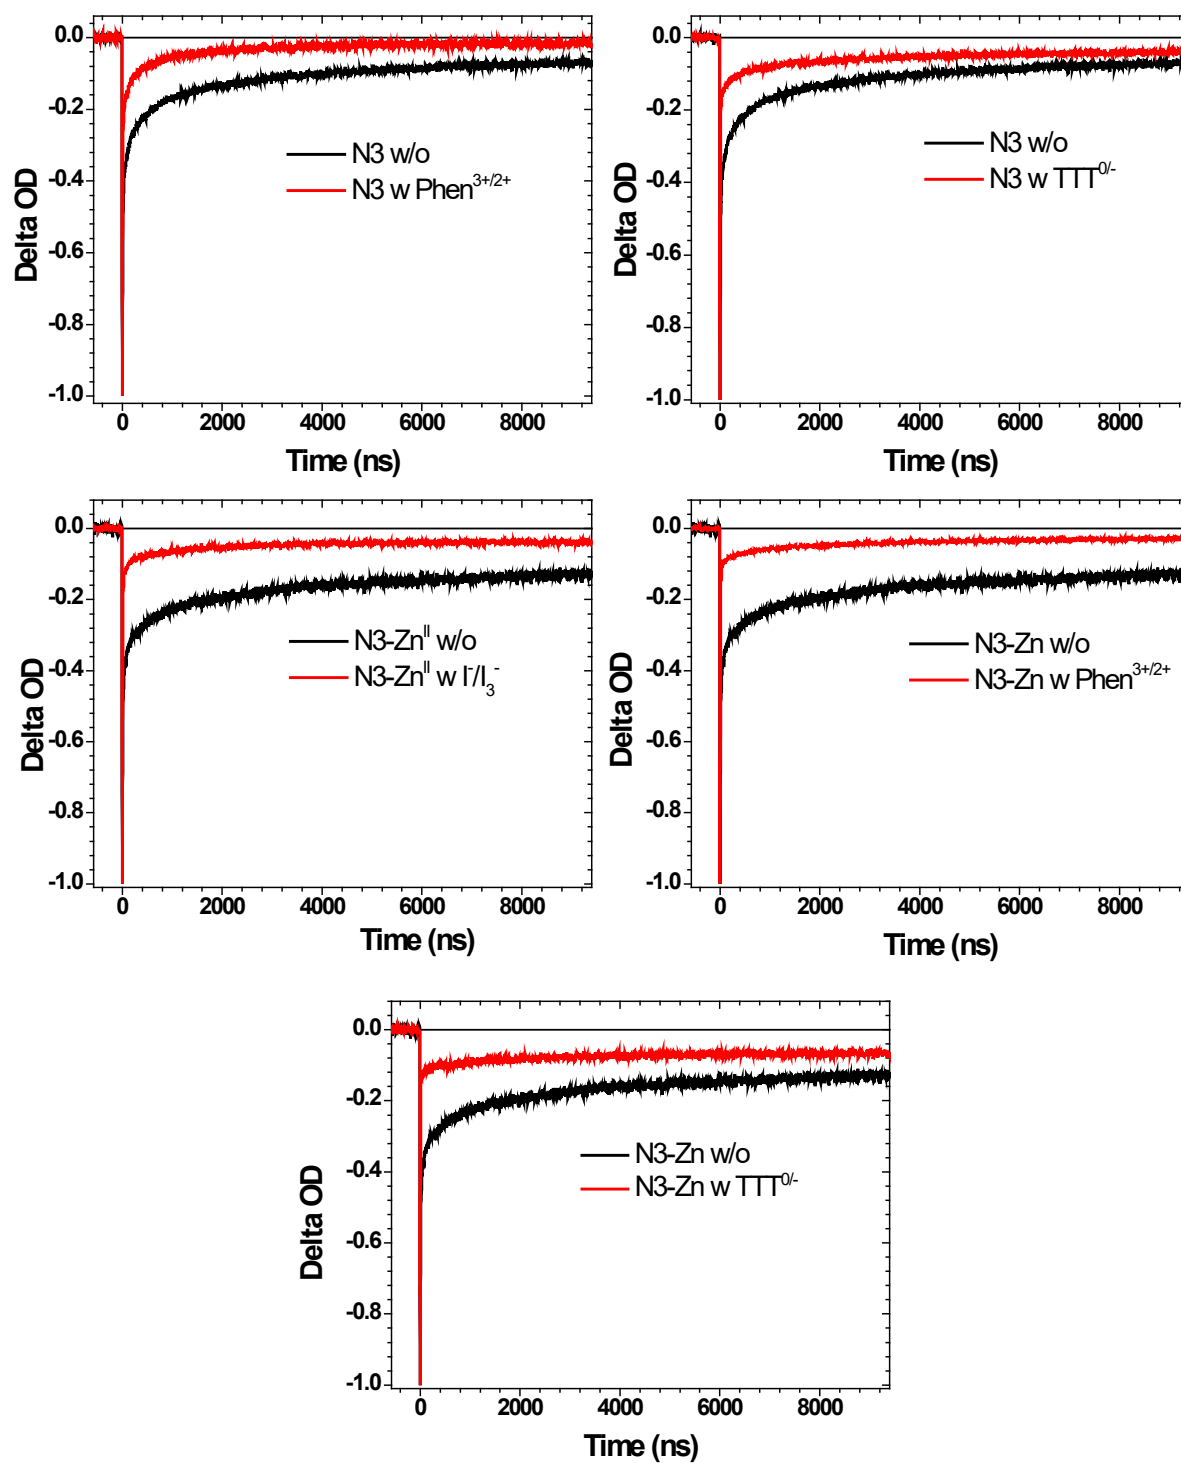 0.0
-0.2
-0.4
-0.6
-0.8
-1.0
Delta OD
N3 w/o
N3 w Phen³⁺/²⁺
0 2000 4000 6000 8000
Time (ns)
0.0
-0.2
-0.4
-0.6
-0.8
-1.0
Delta OD
N3 w/o
N3 w TTT⁰/⁻
0 2000 4000 6000 8000
Time (ns)
0.0
-0.2
-0.4
-0.6
-0.8
-1.0
Delta OD
N3-Znᴵᴵ w/o
N3-Znᴵᴵ w I⁻/I₃⁻
0 2000 4000 6000 8000
Time (ns)
0.0
-0.2
-0.4
-0.6
-0.8
-1.0
Delta OD
N3-Zn w/o
N3-Zn w Phen³⁺/²⁺
0 2000 4000 6000 8000
Time (ns)
0.0
-0.2
-0.4
-0.6
-0.8
-1.0
Delta OD
N3-Zn w/o
N3-Zn w TTT⁰/⁻
0 2000 4000 6000 8000
Time (ns)